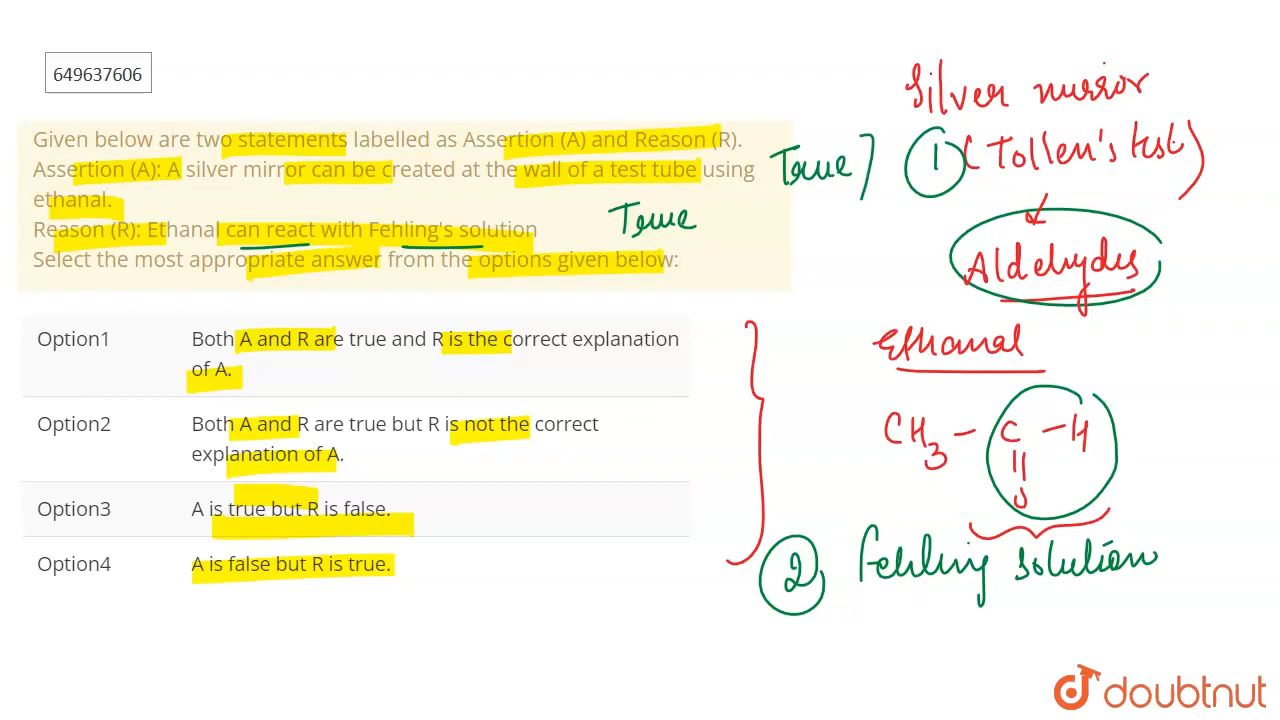 649637606
Given below are two statements labelled as Assertion (A) and Reason (R).
Assertion (A): A silver mirror can be created at the wall of a test tube using
ethanal.
Reason (R): Ethanal can react with Fehling's solution
Select the most appropriate answer from the options given below:
Option1 Both A and R are true and R is the correct explanation
of A.
Option2 Both A and R are true but R is not the correct
explanation of A.
Option3 A is true but R is false.
Option4 A is false but R is true.
True
Silver mirror
True] 1 (Tollen's test)
Aldehydes
Ethanal
CH3 - C - H
||
O
2, Fehling solution
doubtnut